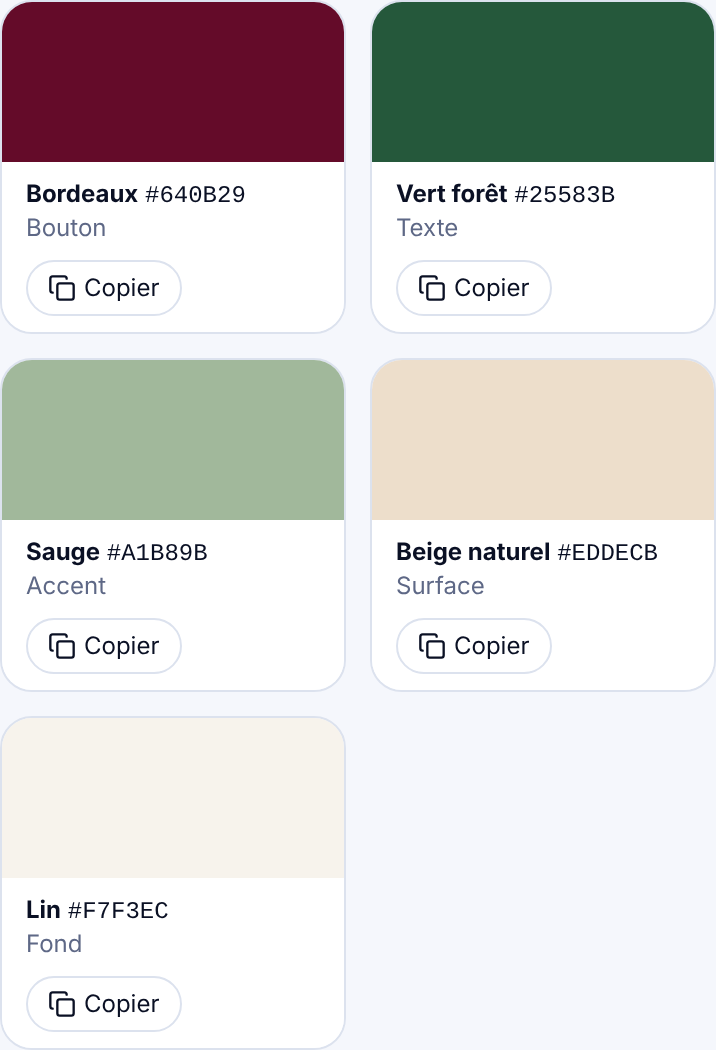 Bordeaux #640B29
Bouton
Copier
Vert forêt #25583B
Texte
Copier
Sauge #A1B89B
Accent
Copier
Beige naturel #EDDECB
Surface
Copier
Lin #F7F3EC
Fond
Copier